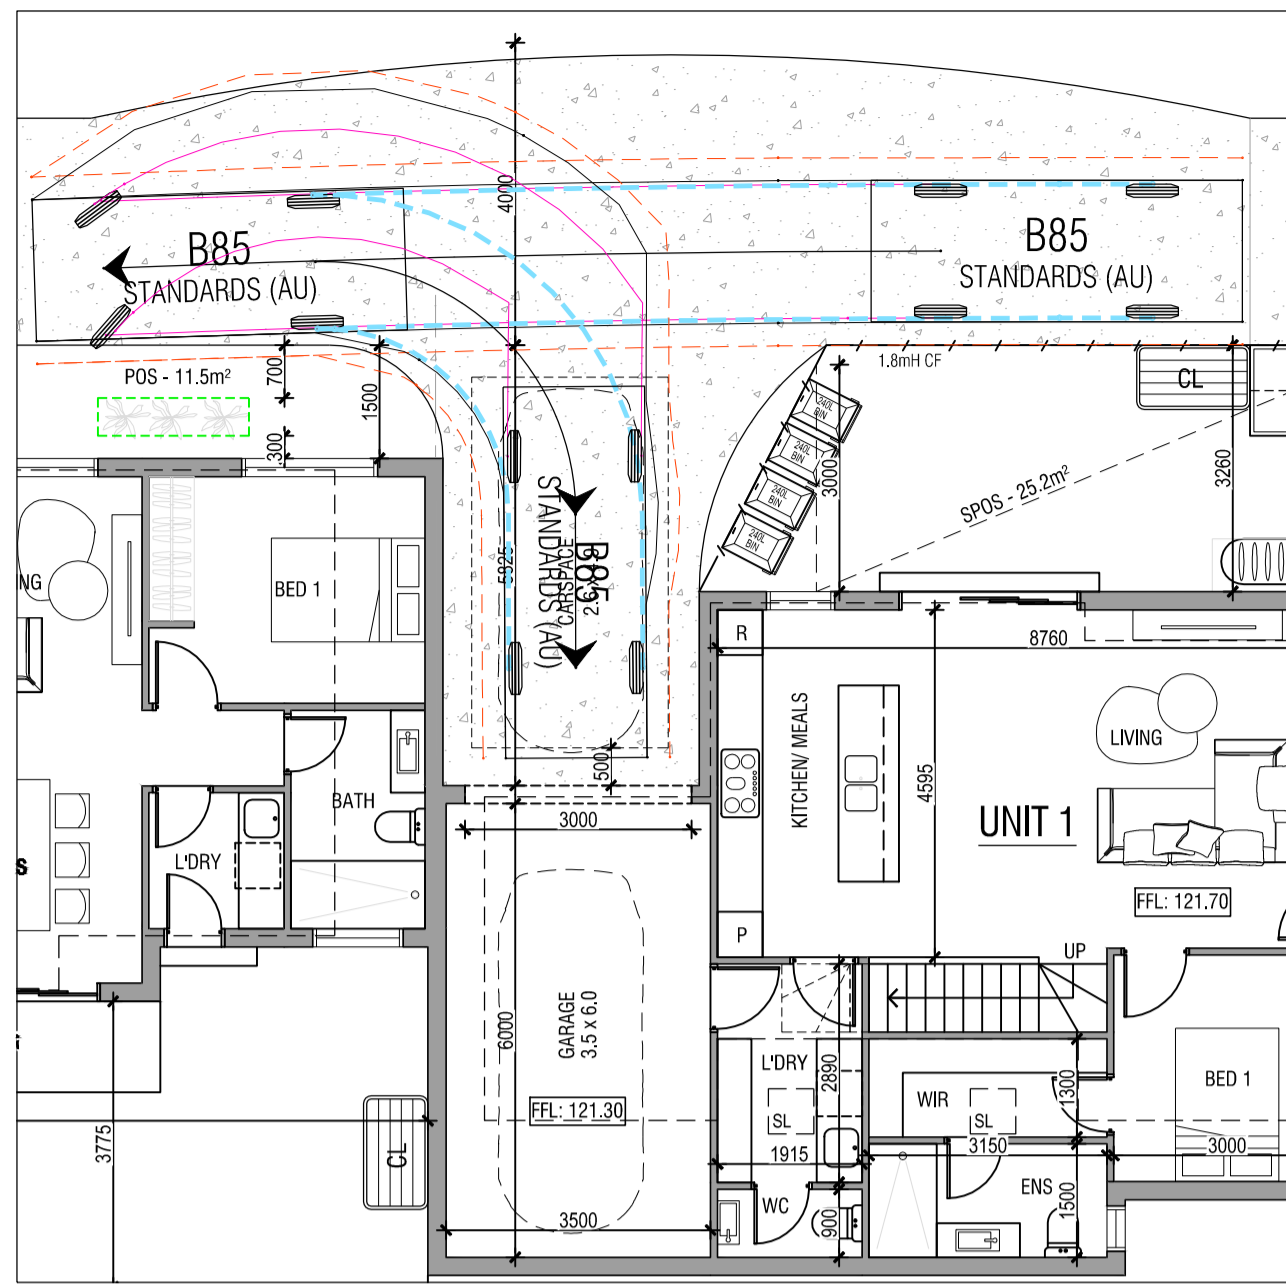 4000
B85
STANDARDS (AU)
B85
STANDARDS (AU)
POS - 11.5m²
700
1500
300
1.8mH CF
CL
240L
BIN
240L
BIN
240L
BIN
240L
BIN
3000
3260
SPOS - 25.2m²
NG
BED 1
B85
STANDARDS (AU)
CARSPACE
5925
500
R
8760
KITCHEN/ MEALS
4595
LIVING
UNIT 1
FFL: 121.70
P
UP
BATH
L'DRY
S
3000
GARAGE
3.5 x 6.0
6000
FFL: 121.30
3500
3775
CL
L'DRY
2890
SL
1915
WC
900
WIR
SL
1300
3150
ENS
1500
BED 1
3000